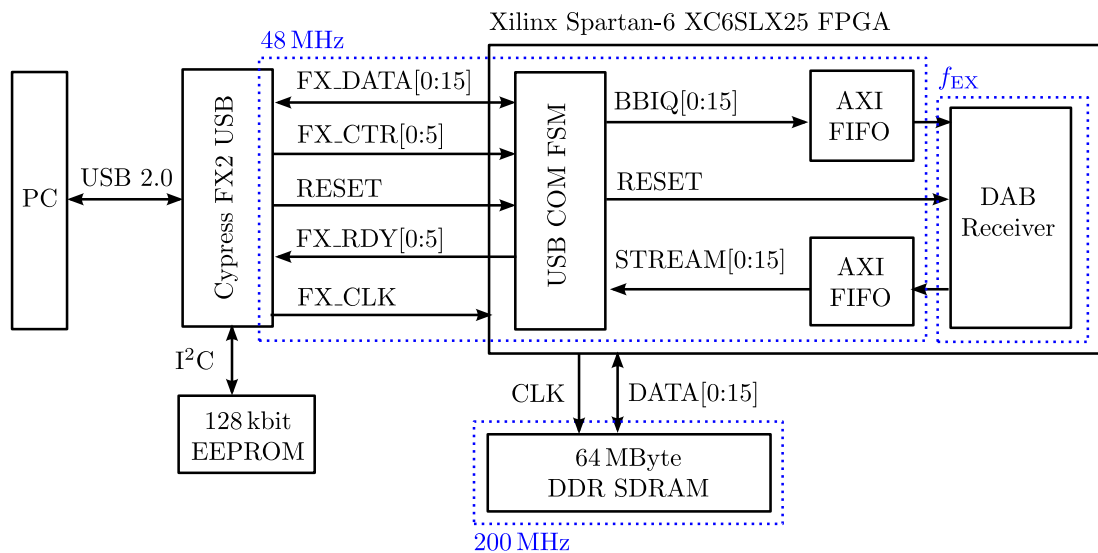 Xilinx Spartan-6 XC6SLX25 FPGA
48 MHz
PC
USB 2.0
Cypress FX2 USB
FX_DATA[0:15]
FX_CTR[0:5]
RESET
FX_RDY[0:5]
FX_CLK
USB COM FSM
BBIQ[0:15]
RESET
STREAM[0:15]
AXI
FIFO
AXI
FIFO
fEX
DAB
Receiver
I²C
128 kbit
EEPROM
CLK
DATA[0:15]
64 MByte
DDR SDRAM
200 MHz